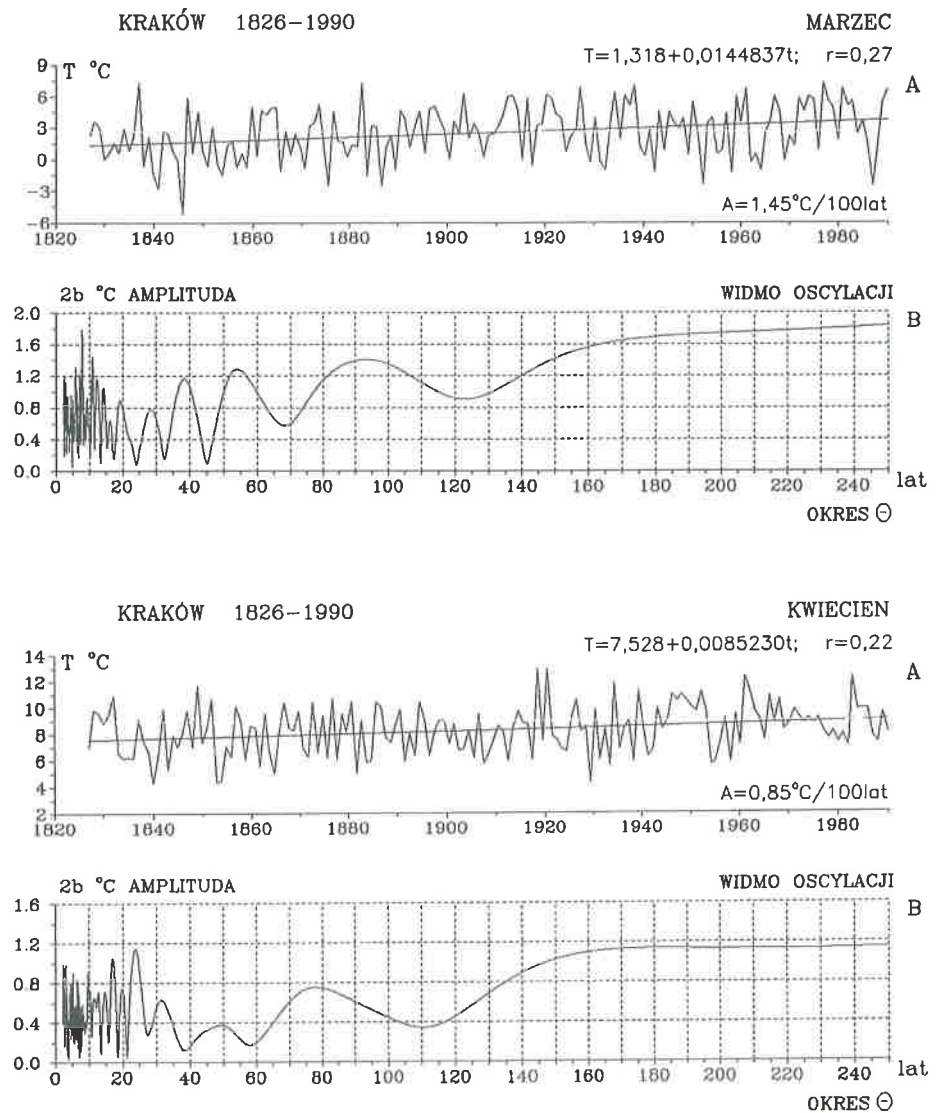 KRAKÓW 1826–1990 MARZEC
T=1,318+0,0144837t; r=0,27
T °C
A
9
6
3
0
−3
−6
A=1,45°C/100lat
1820 1840 1860 1880 1900 1920 1940 1960 1980
2b °C AMPLITUDA WIDMO OSCYLACJI
B
2.0
1.6
1.2
0.8
0.4
0.0
0 20 40 60 80 100 120 140 160 180 200 220 240 lat
OKRES Θ
KRAKÓW 1826–1990 KWIECIEN
T=7,528+0,0085230t; r=0,22
T °C
A
14
12
10
8
6
4
2
A=0,85°C/100lat
1820 1840 1860 1880 1900 1920 1940 1960 1980
2b °C AMPLITUDA WIDMO OSCYLACJI
B
1.6
1.2
0.8
0.4
0.0
0 20 40 60 80 100 120 140 160 180 200 220 240 lat
OKRES Θ